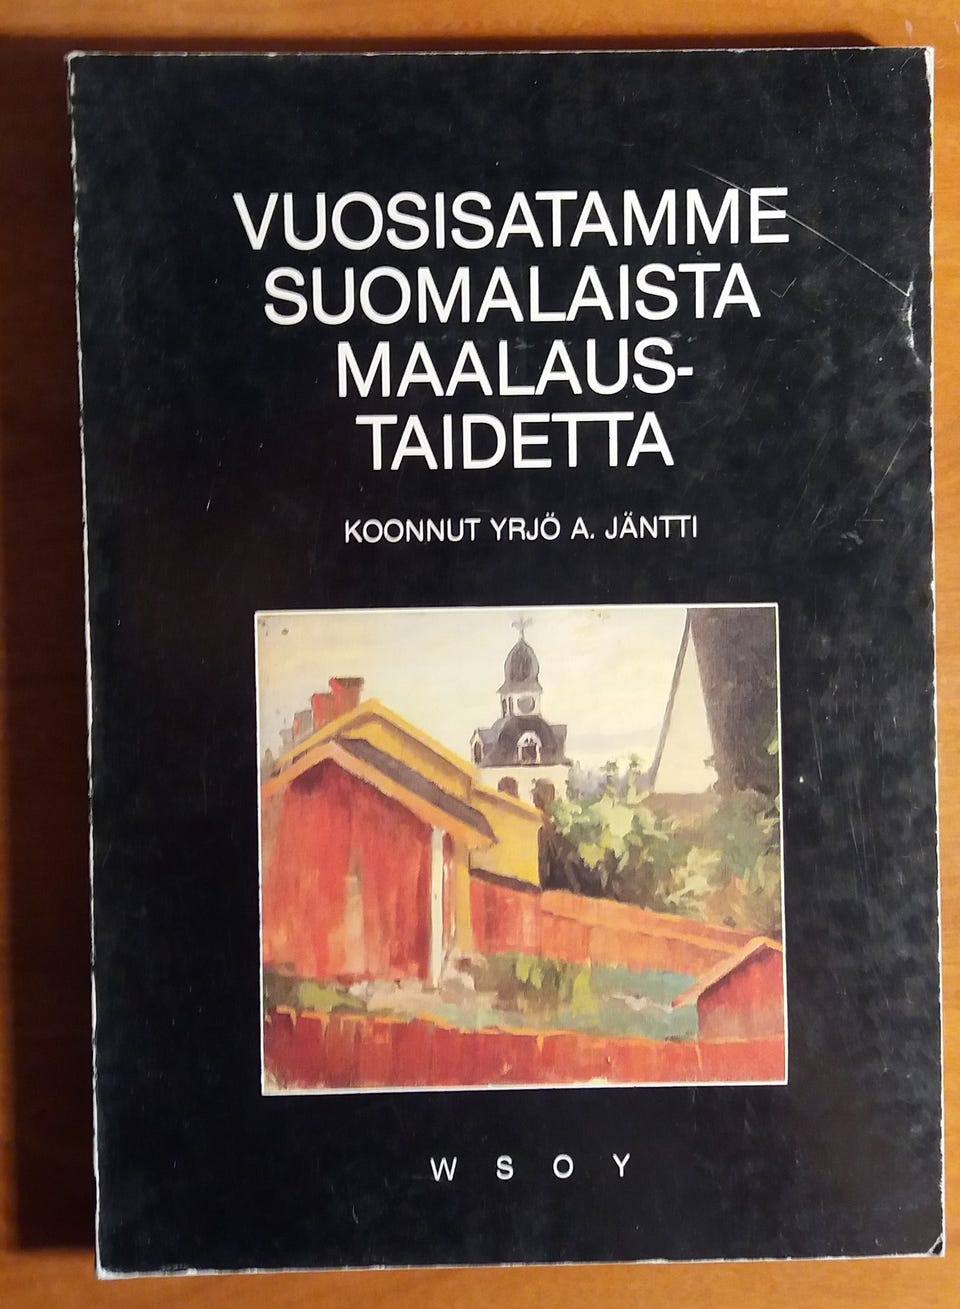 VUOSISATAMME
SUOMALAISTA
MAALAUS-
TAIDETTA
KOONNUT YRJÖ A. JÄNTTI
W S O Y